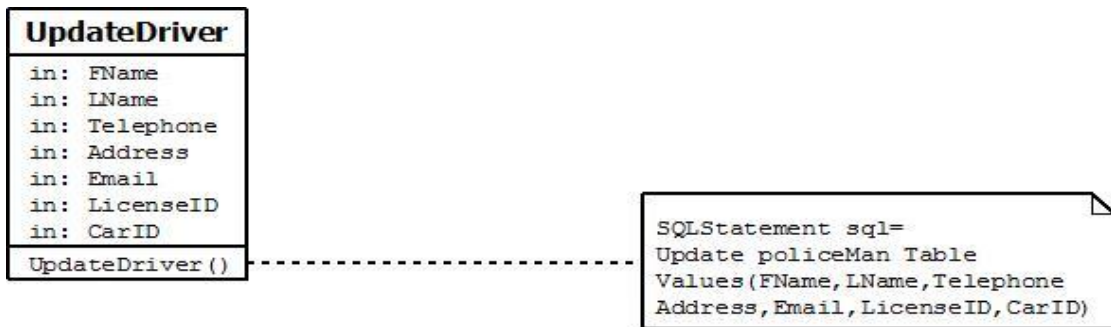 UpdateDriver
in: FName
in: LName
in: Telephone
in: Address
in: Email
in: LicenseID
in: CarID
UpdateDriver()
SQLStatement sql=
Update policeMan Table
Values(FName,LName,Telephone
Address,Email,LicenseID,CarID)